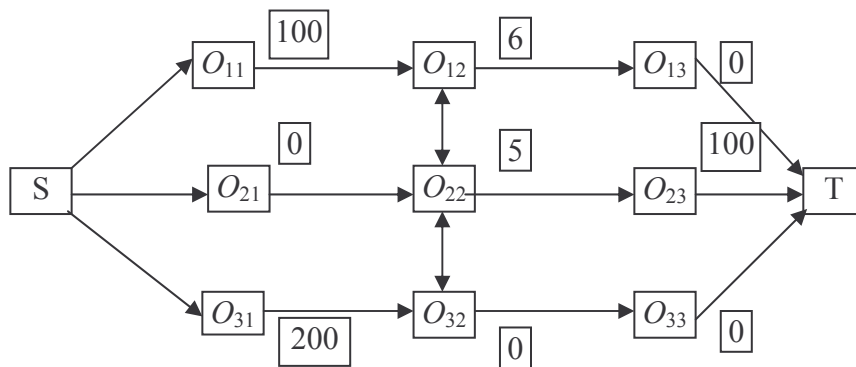 100 6
O₁₁ O₁₂ O₁₃ 0
0 5 100
S O₂₁ O₂₂ O₂₃ T
O₃₁ O₃₂ O₃₃
200 0 0